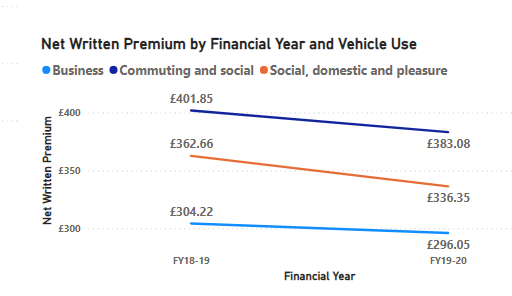 Net Written Premium by Financial Year and Vehicle Use
Business Commuting and social Social, domestic and pleasure
£401.85
£400
£383.08
£362.66
£350
£336.35
£304.22
£300
£296.05
Net Written Premium
FY18-19 FY19-20
Financial Year